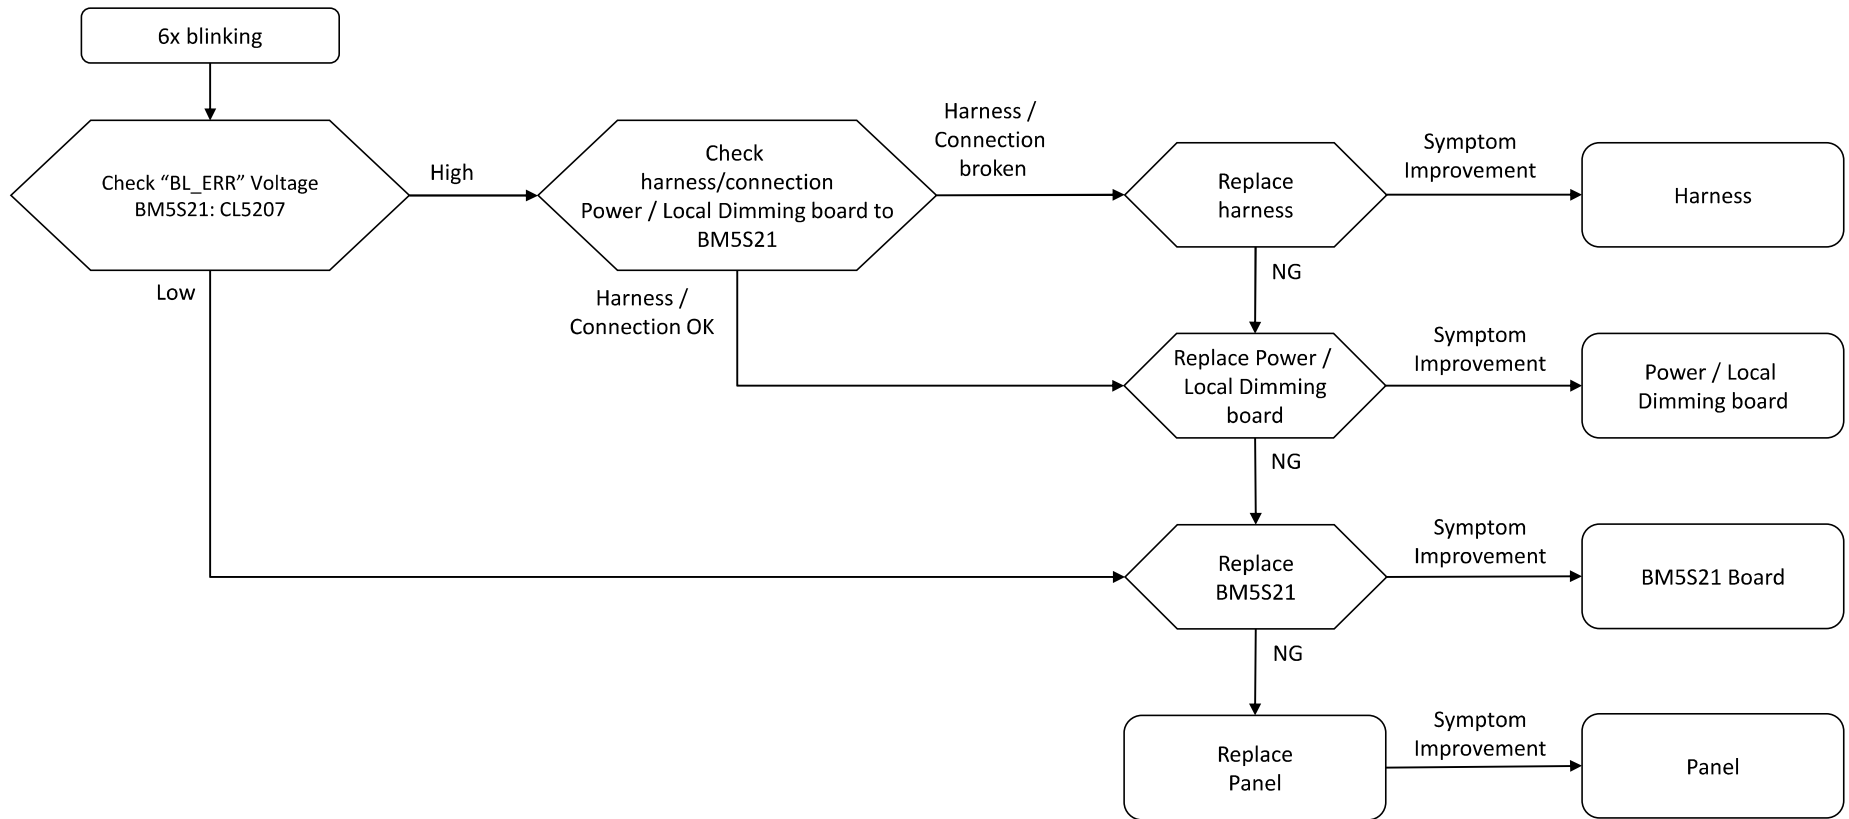 6x blinking
Check “BL_ERR” Voltage
BM5S21: CL5207
High
Low
Check
harness/connection
Power / Local Dimming board to
BM5S21
Harness /
Connection
broken
Harness /
Connection OK
Replace
harness
Symptom
Improvement
Harness
NG
Replace Power /
Local Dimming
board
Symptom
Improvement
Power / Local
Dimming board
NG
Replace
BM5S21
Symptom
Improvement
BM5S21 Board
NG
Replace
Panel
Symptom
Improvement
Panel